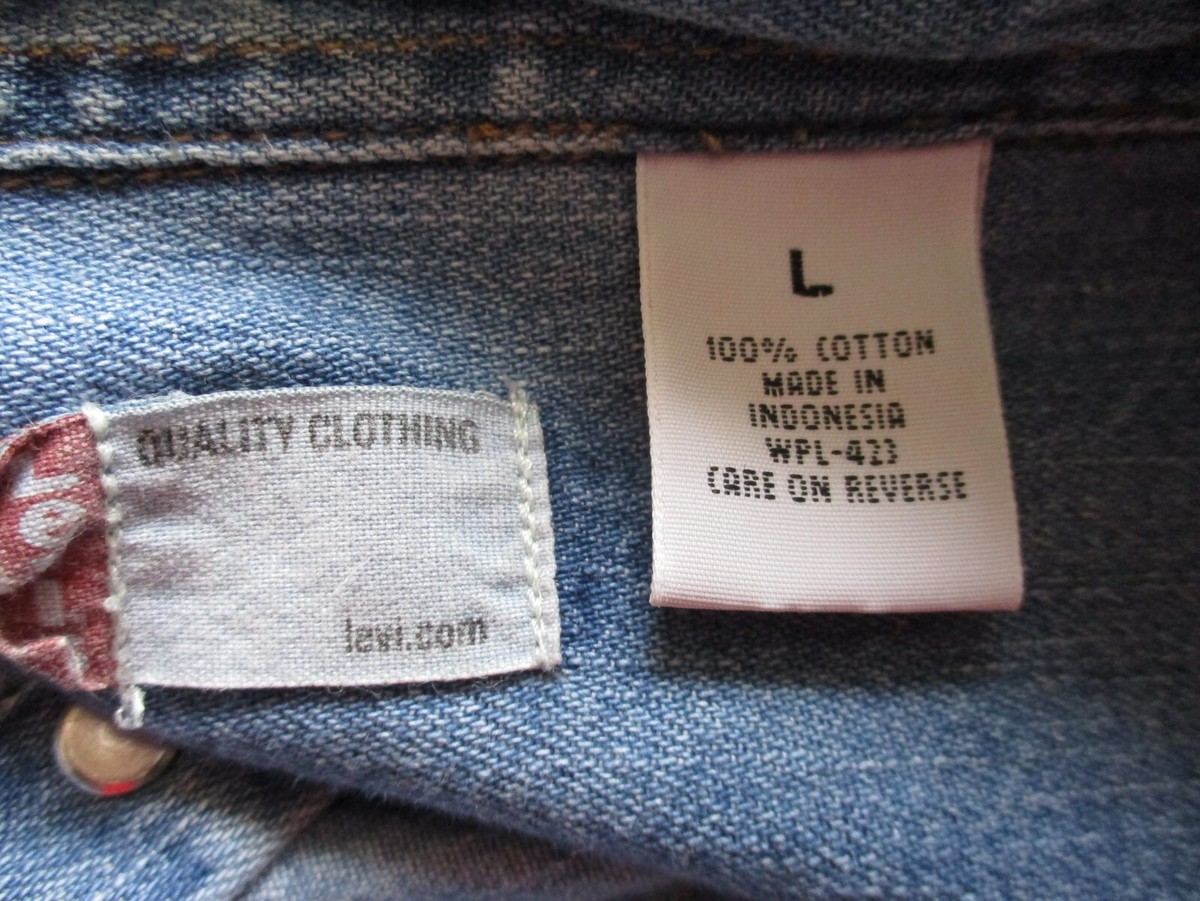 L
100% COTTON
MADE IN
INDONESIA
WPL-423
CARE ON REVERSE
QUALITY CLOTHING
levi.com